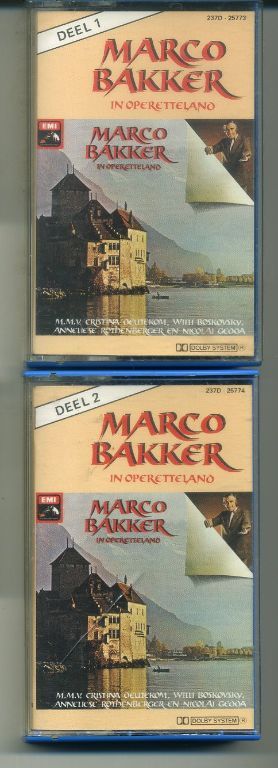 DEEL 1
237D - 25773
MARCO
BAKKER
IN OPERETTELAND
EMI
MARCO
BAKKER
IN OPERETTELAND
M.M.V. CRISTINA DEUTEKOM, WILLI BOSKOVSKY,
ANNELIESE ROTHENBERGER EN NICOLAI GEDDA
DOLBY SYSTEM ®
DEEL 2
237D - 25774
MARCO
BAKKER
IN OPERETTELAND
EMI
MARCO
BAKKER
IN OPERETTELAND
M.M.V. CRISTINA DEUTEKOM, WILLI BOSKOVSKY,
ANNELIESE ROTHENBERGER EN NICOLAI GEDDA
DOLBY SYSTEM ®